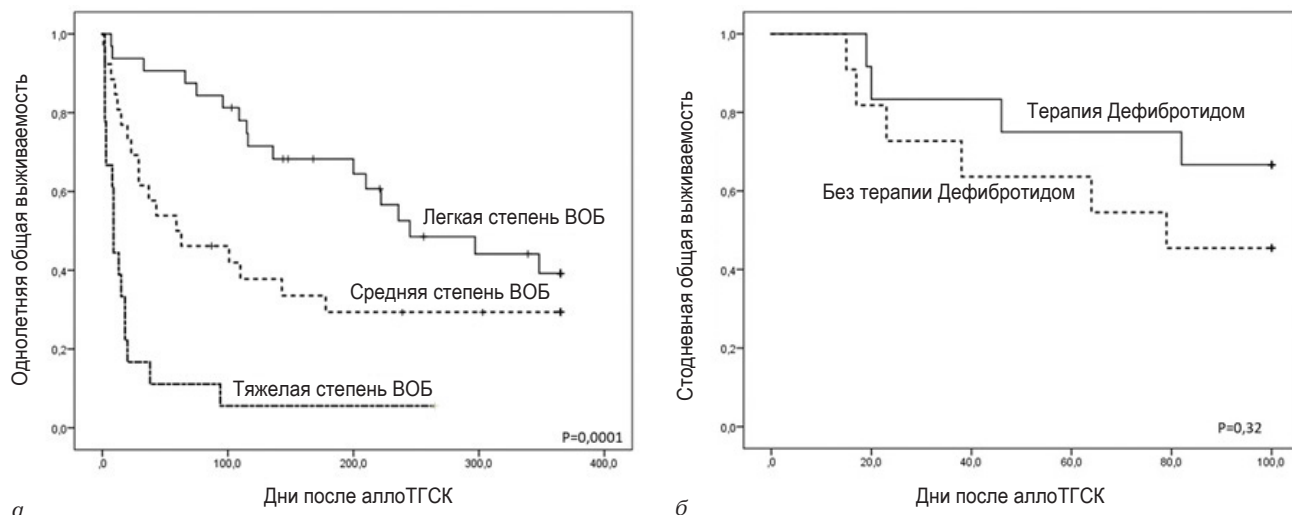 Однолетняя общая выживаемость
1,0
0,8
0,6
0,4
0,2
0,0
Легкая степень ВОБ
Средняя степень ВОБ
Тяжелая степень ВОБ
P=0,0001
,0 100,0 200,0 300,0 400,0
Дни после аллоТГСК
а
Стодневная общая выживаемость
1,0
0,8
0,6
0,4
0,2
0,0
Терапия Дефибротидом
Без терапии Дефибротидом
P=0,32
,0 20,0 40,0 60,0 80,0 100,0
Дни после аллоТГСК
б